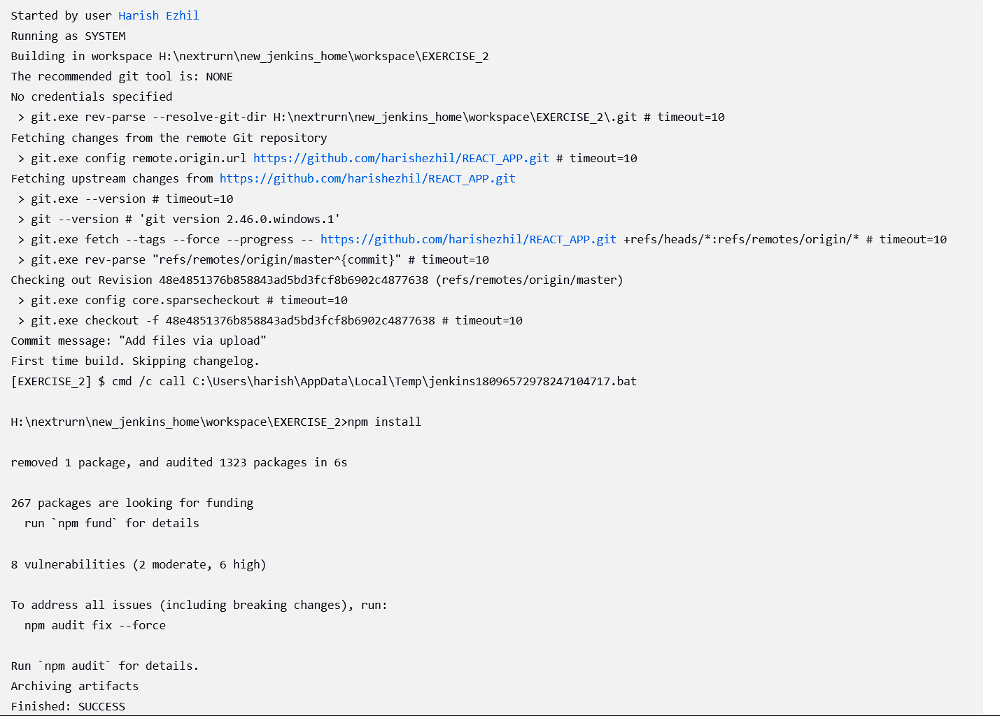 Started by user Harish Ezhil
Running as SYSTEM
Building in workspace H:\nextrurn\new_jenkins_home\workspace\EXERCISE_2
The recommended git tool is: NONE
No credentials specified
 > git.exe rev-parse --resolve-git-dir H:\nextrurn\new_jenkins_home\workspace\EXERCISE_2\.git # timeout=10
Fetching changes from the remote Git repository
 > git.exe config remote.origin.url https://github.com/harishezhil/REACT_APP.git # timeout=10
Fetching upstream changes from https://github.com/harishezhil/REACT_APP.git
 > git.exe --version # timeout=10
 > git --version # 'git version 2.46.0.windows.1'
 > git.exe fetch --tags --force --progress -- https://github.com/harishezhil/REACT_APP.git +refs/heads/*:refs/remotes/origin/* # timeout=10
 > git.exe rev-parse "refs/remotes/origin/master^{commit}" # timeout=10
Checking out Revision 48e4851376b858843ad5bd3fcf8b6902c4877638 (refs/remotes/origin/master)
 > git.exe config core.sparsecheckout # timeout=10
 > git.exe checkout -f 48e4851376b858843ad5bd3fcf8b6902c4877638 # timeout=10
Commit message: "Add files via upload"
First time build. Skipping changelog.
[EXERCISE_2] $ cmd /c call C:\Users\harish\AppData\Local\Temp\jenkins18096572978247104717.bat
H:\nextrurn\new_jenkins_home\workspace\EXERCISE_2>npm install
removed 1 package, and audited 1323 packages in 6s
267 packages are looking for funding
  run `npm fund` for details
8 vulnerabilities (2 moderate, 6 high)
To address all issues (including breaking changes), run:
  npm audit fix --force
Run `npm audit` for details.
Archiving artifacts
Finished: SUCCESS